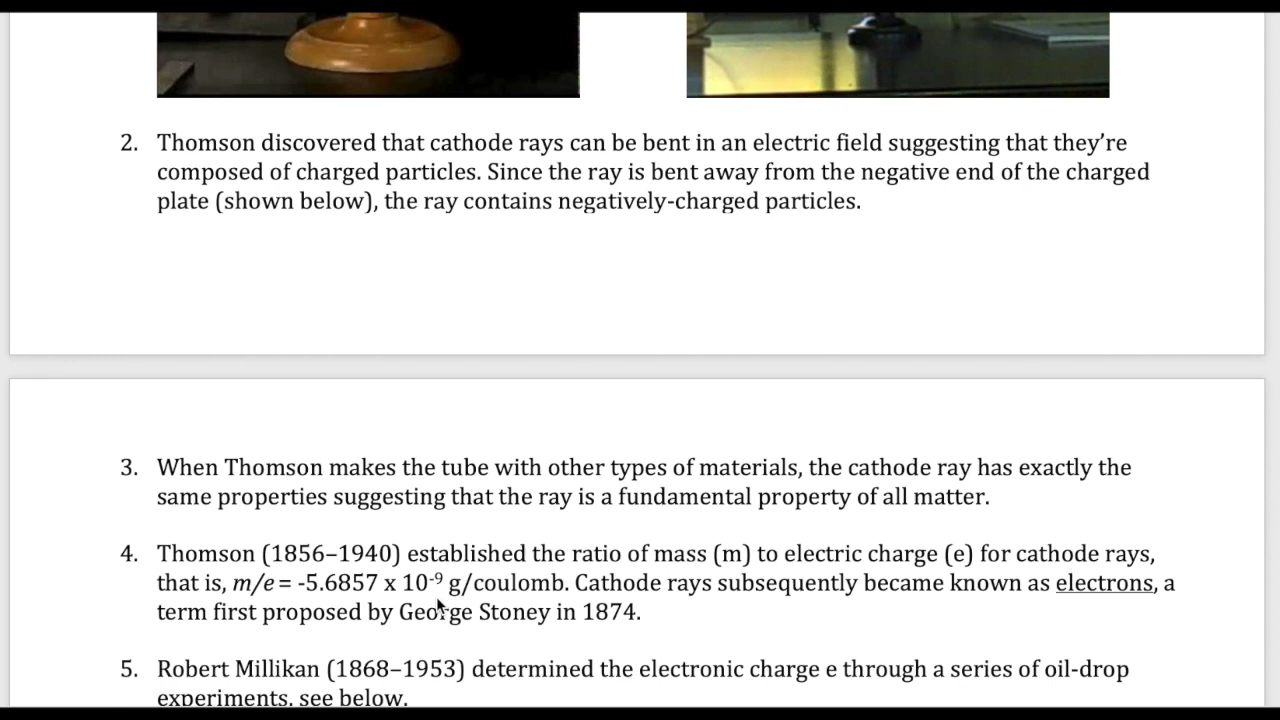 2. Thomson discovered that cathode rays can be bent in an electric field suggesting that they’re
composed of charged particles. Since the ray is bent away from the negative end of the charged
plate (shown below), the ray contains negatively-charged particles.
3. When Thomson makes the tube with other types of materials, the cathode ray has exactly the
same properties suggesting that the ray is a fundamental property of all matter.
4. Thomson (1856–1940) established the ratio of mass (m) to electric charge (e) for cathode rays,
that is, m/e = -5.6857 x 10⁻⁹ g/coulomb. Cathode rays subsequently became known as electrons, a
term first proposed by George Stoney in 1874.
5. Robert Millikan (1868–1953) determined the electronic charge e through a series of oil-drop
experiments, see below.